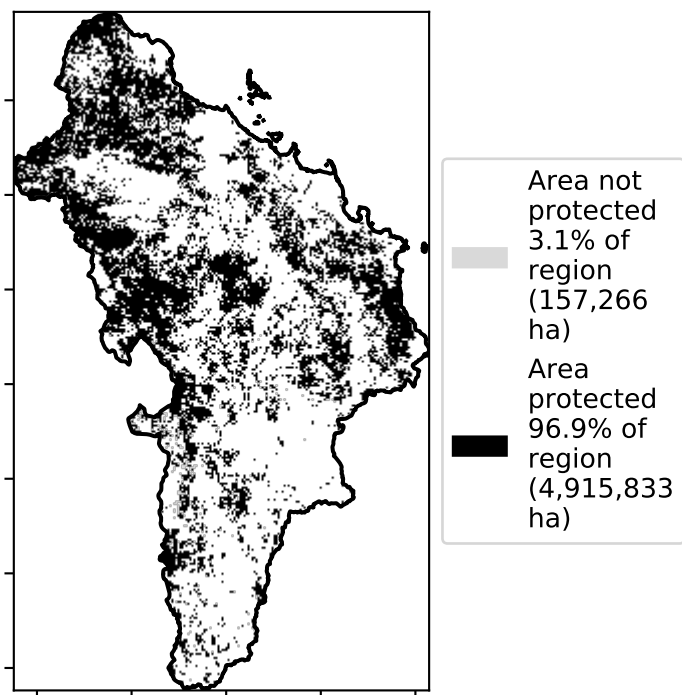 Area not
protected
3.1% of
region
(157,266
ha)
Area
protected
96.9% of
region
(4,915,833
ha)